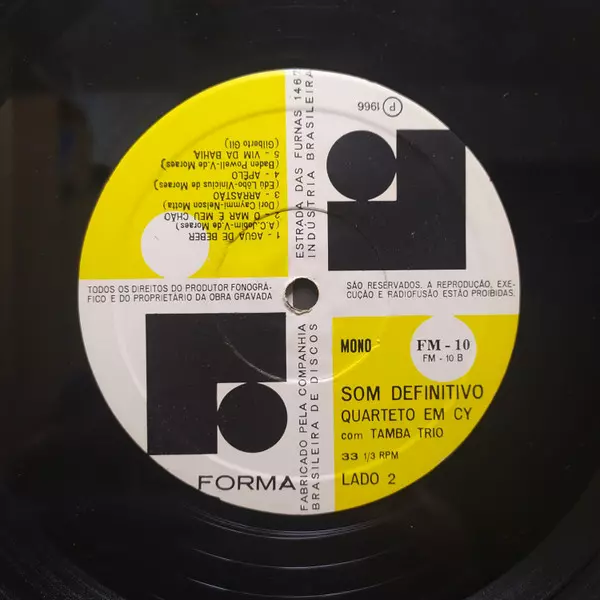 1 - AGUA DE BEBER
(A.C.Jobim-V.de Moraes)
2 - O MAR É MEU CHÃO
(Dori Caymmi-Nelson Motta)
3 - ARRASTÃO
(Edu Lôbo-Vinicius de Moraes)
4 - APÊLO
(Baden Powell-V.de Moraes)
5 - VIM DA BAHIA
(Gilberto Gil)
ESTRADA DAS FURNAS 1467
INDÚSTRIA BRASILEIRA
P 1966
TODOS OS DIREITOS DO PRODUTOR FONOGRÁ-
FICO E DO PROPRIETÁRIO DA OBRA GRAVADA
SÃO RESERVADOS. A REPRODUÇÃO, EXE-
CUÇÃO E RADIOFUSÃO ESTÃO PROIBIDAS.
MONO
FM - 10
FM - 10 B
SOM DEFINITIVO
QUARTETO EM CY
com TAMBA TRIO
33 1/3 RPM
LADO 2
FORMA
FABRICADO PELA COMPANHIA
BRASILEIRA DE DISCOS